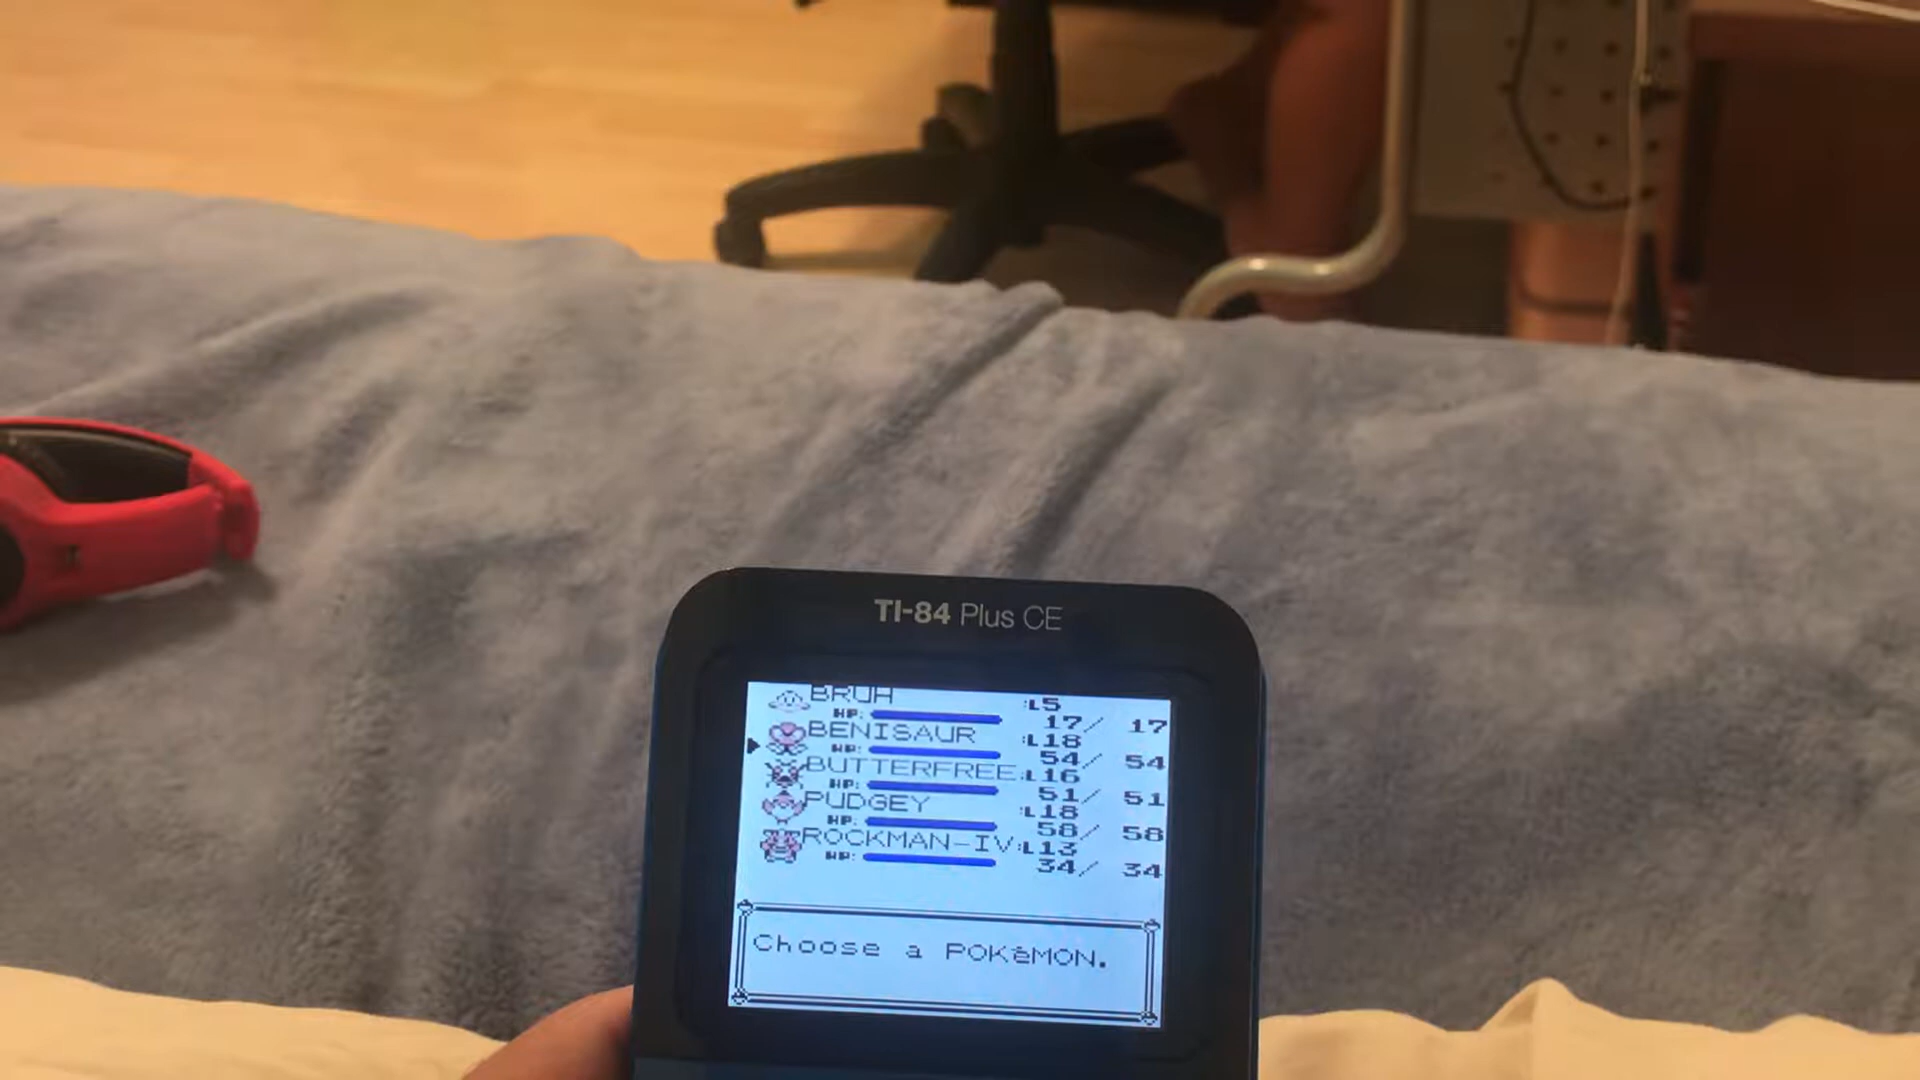 TI-84 Plus CE
BRUH :L5
HP: 17/ 17
BENISAUR :L18
HP: 54/ 54
BUTTERFREE :L16
HP: 51/ 51
PUDGEY :L18
HP: 58/ 58
ROCKMAN-IV :L13
HP: 34/ 34
Choose a POKéMON.